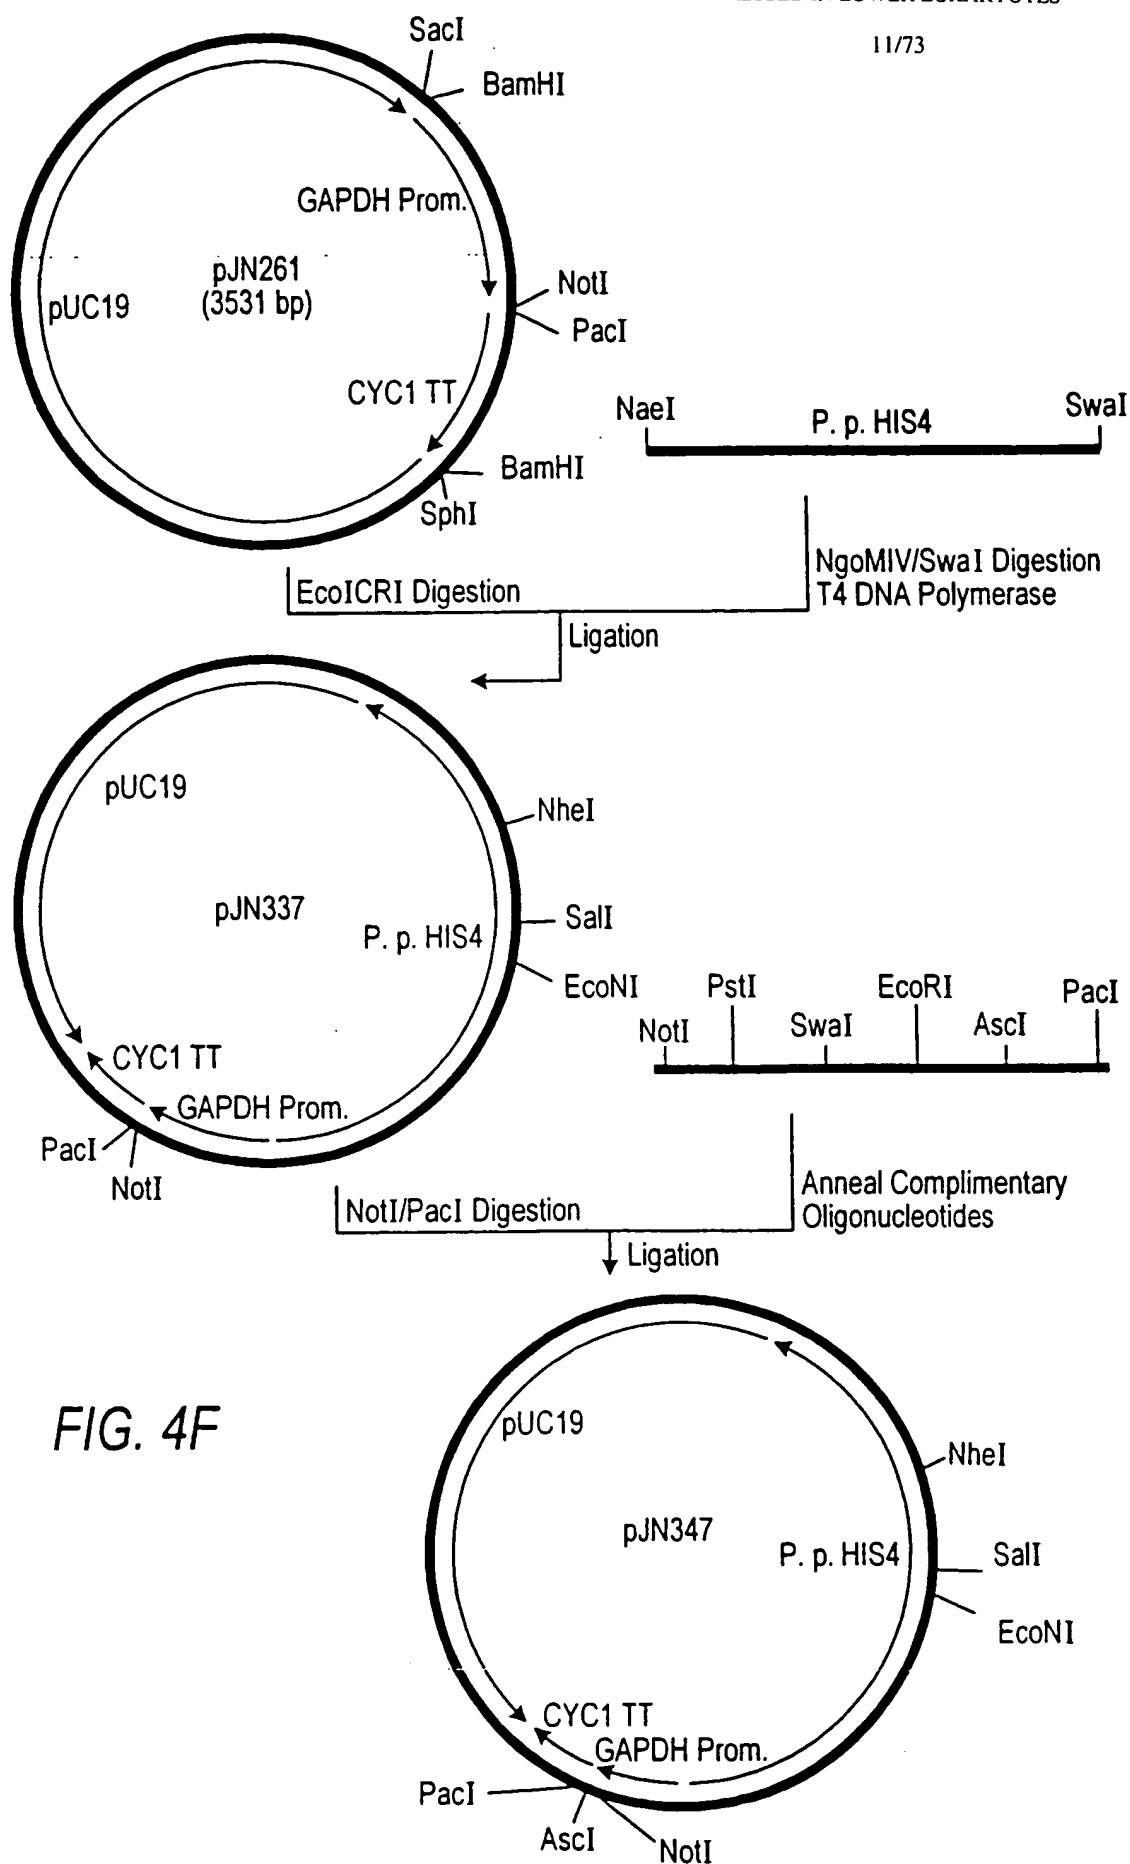 11/73
SacI
BamHI
GAPDH Prom.
pJN261
(3531 bp)
pUC19
NotI
PacI
CYC1 TT
BamHI
SphI
NaeI
P. p. HIS4
SwaI
EcoICRI Digestion
NgoMIV/SwaI Digestion
T4 DNA Polymerase
Ligation
pUC19
NheI
pJN337
SalI
P. p. HIS4
EcoNI
CYC1 TT
GAPDH Prom.
PacI
NotI
NotI
PstI
SwaI
EcoRI
AscI
PacI
NotI/PacI Digestion
Anneal Complimentary
Oligonucleotides
Ligation
FIG. 4F
pUC19
NheI
pJN347
P. p. HIS4
SalI
EcoNI
CYC1 TT
GAPDH Prom.
PacI
AscI
NotI